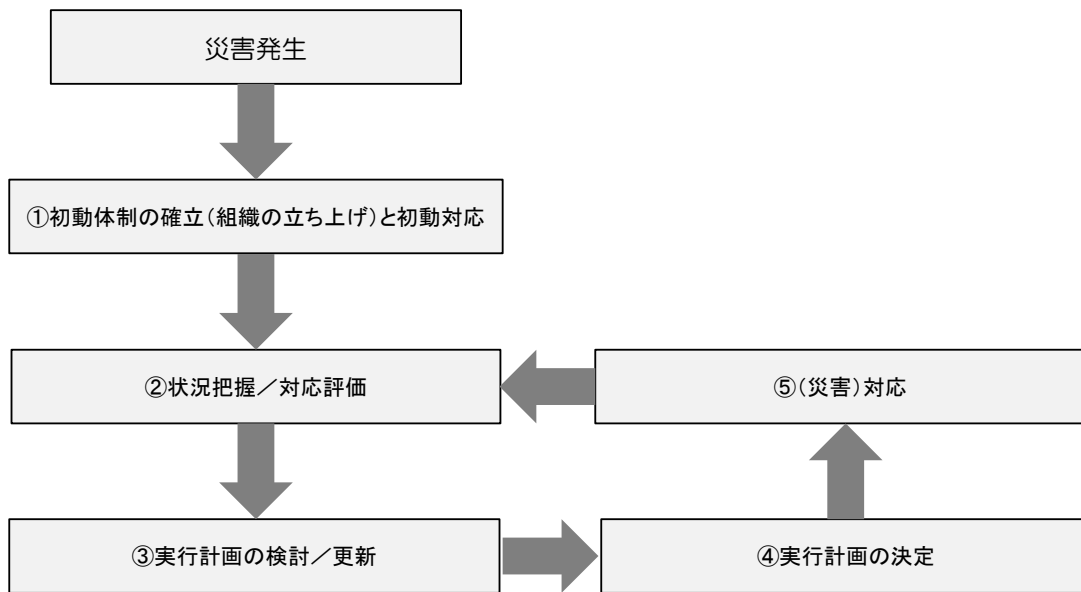 災害発生
①初動体制の確立（組織の立ち上げ）と初動対応
②状況把握／対応評価
③実行計画の検討／更新
④実行計画の決定
⑤（災害）対応